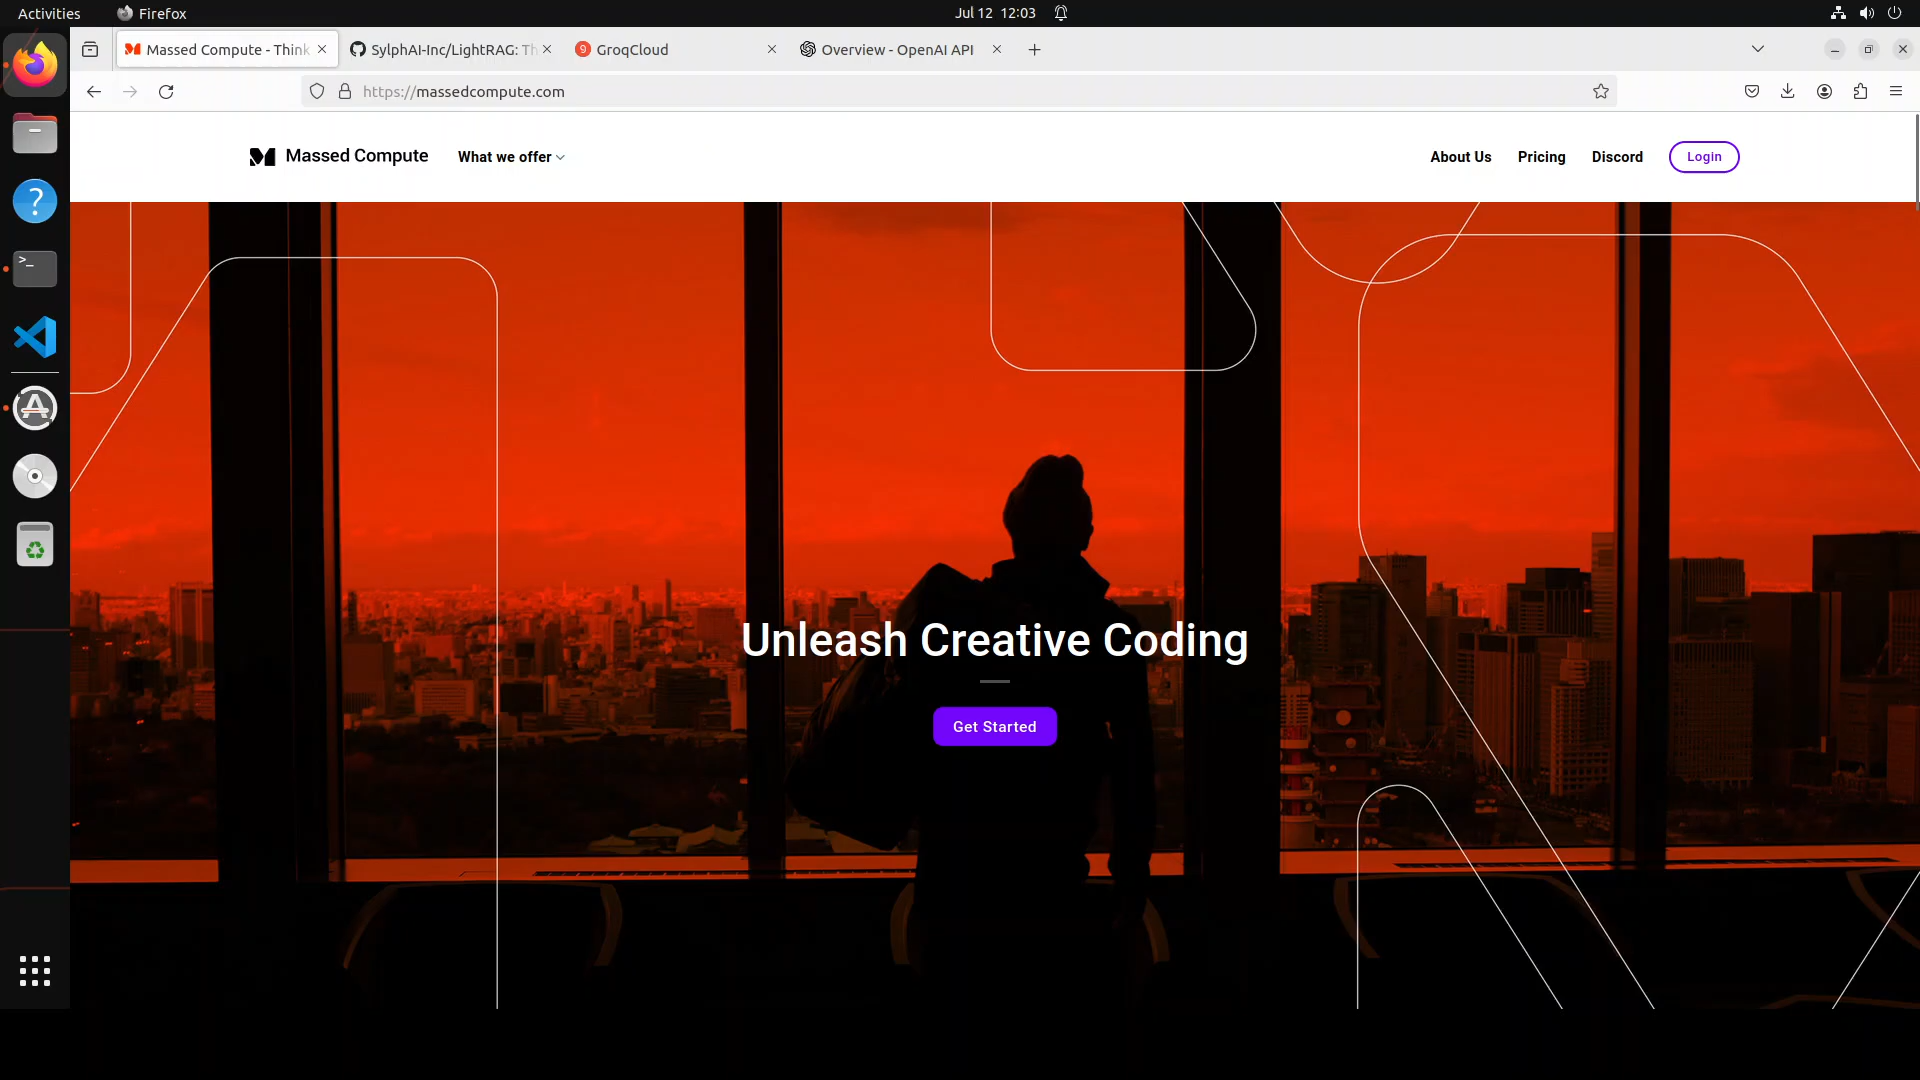 Activities
Firefox
Jul 12 12:03
Massed Compute - Think
SylphAI-Inc/LightRAG: Th
9
GroqCloud
Overview - OpenAI API
https://massedcompute.com
Massed Compute
What we offer
About Us
Pricing
Discord
Login
Unleash Creative Coding
Get Started